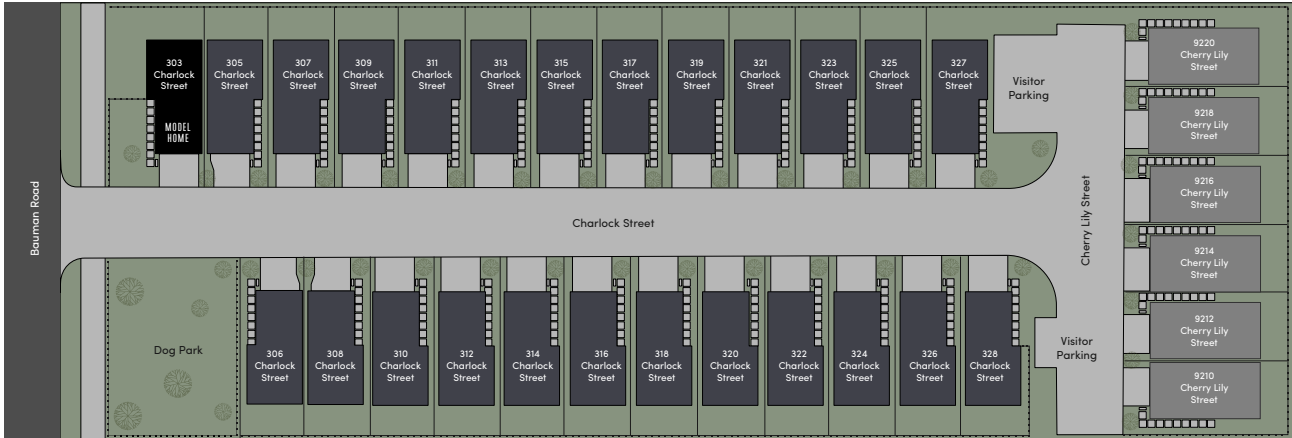 303
Charlock
Street
MODEL
HOME
305
Charlock
Street
307
Charlock
Street
309
Charlock
Street
311
Charlock
Street
313
Charlock
Street
315
Charlock
Street
317
Charlock
Street
319
Charlock
Street
321
Charlock
Street
323
Charlock
Street
325
Charlock
Street
327
Charlock
Street
Visitor
Parking
9220
Cherry Lily
Street
9218
Cherry Lily
Street
9216
Cherry Lily
Street
9214
Cherry Lily
Street
9212
Cherry Lily
Street
9210
Cherry Lily
Street
Bauman Road
Charlock Street
Cherry Lily Street
Dog Park
306
Charlock
Street
308
Charlock
Street
310
Charlock
Street
312
Charlock
Street
314
Charlock
Street
316
Charlock
Street
318
Charlock
Street
320
Charlock
Street
322
Charlock
Street
324
Charlock
Street
326
Charlock
Street
328
Charlock
Street
Visitor
Parking